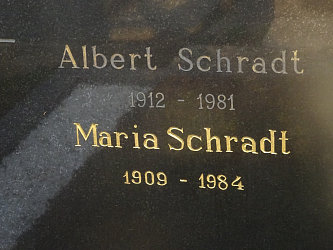 Albert Schradt
1912 - 1981
Maria Schradt
1909 - 1984